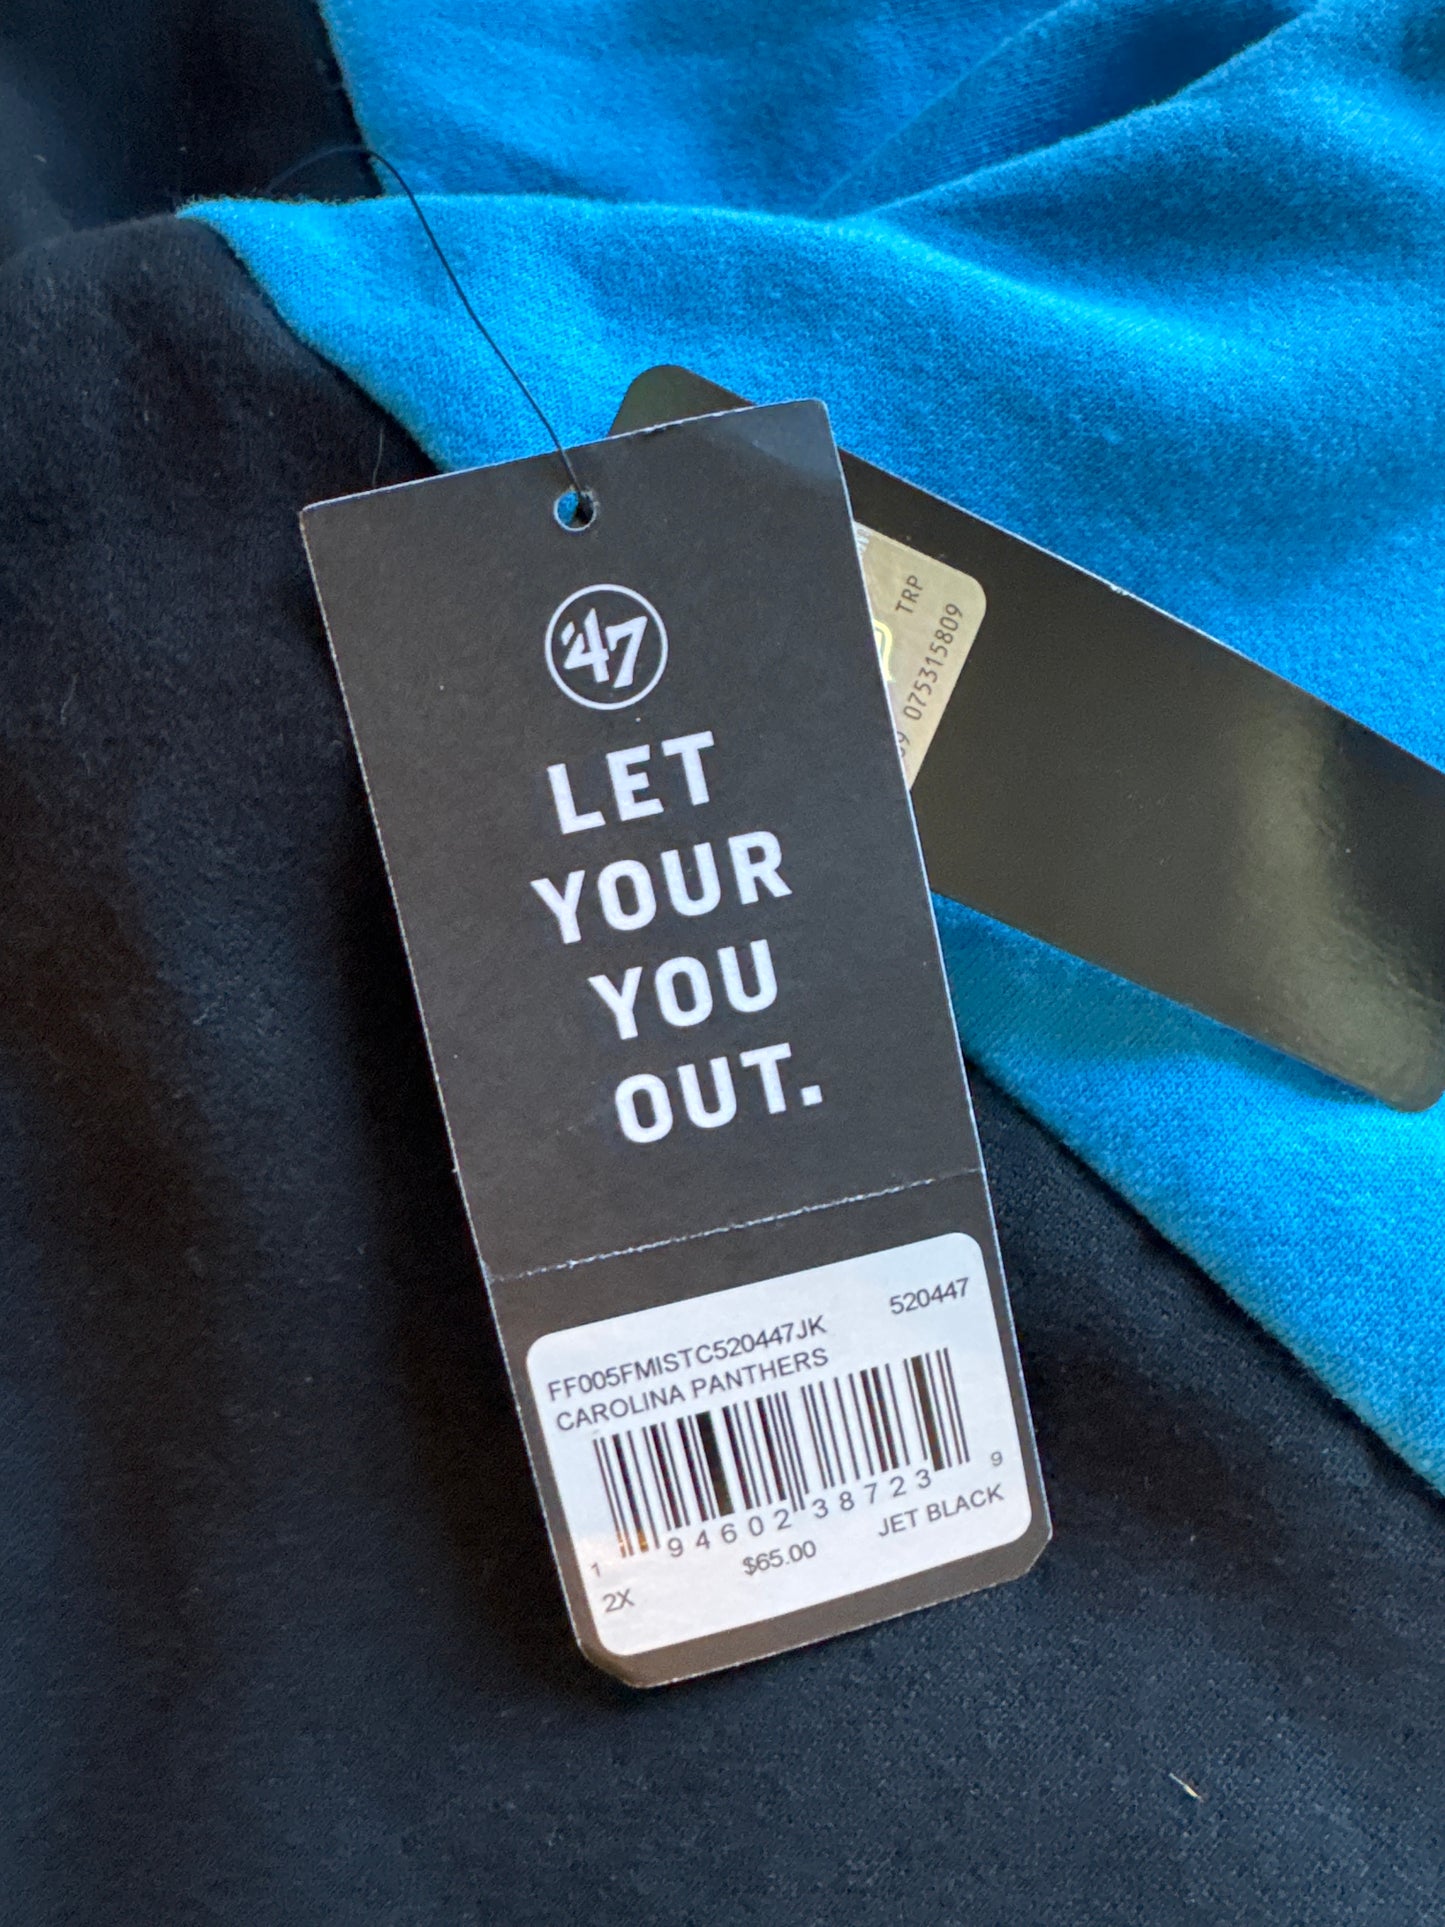 '47
LET
YOUR
YOU
OUT.
TRP
075315809
FF005FMISTC520447JK 520447
CAROLINA PANTHERS
1 94602 38723 9
2X $65.00 JET BLACK